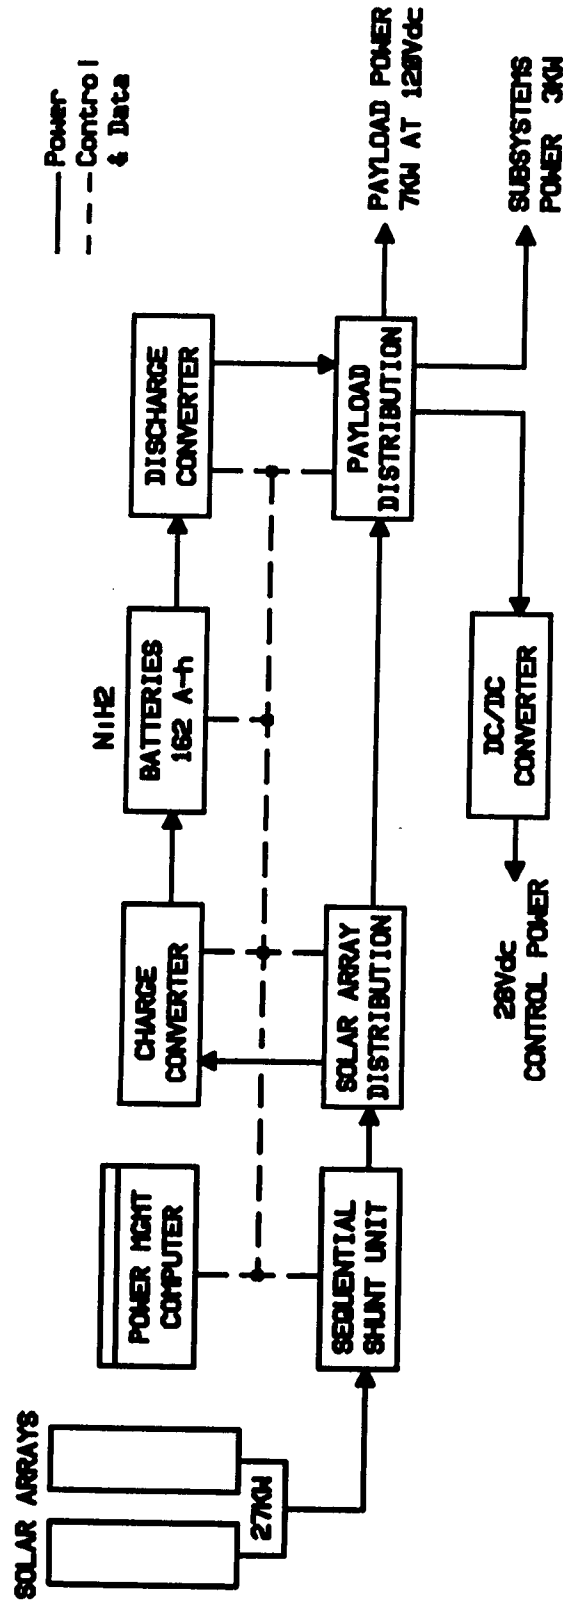 SOLAR ARRAYS
27KW
POWER MGMT
COMPUTER
SEQUENTIAL
SHUNT UNIT
CHARGE
CONVERTER
SOLAR ARRAY
DISTRIBUTION
NiH2
BATTERIES
162 A-h
DISCHARGE
CONVERTER
PAYLOAD
DISTRIBUTION
DC/DC
CONVERTER
28Vdc
CONTROL POWER
Power
Control
& Data
PAYLOAD POWER
7KW AT 120Vdc
SUBSYSTEMS
POWER 3KW